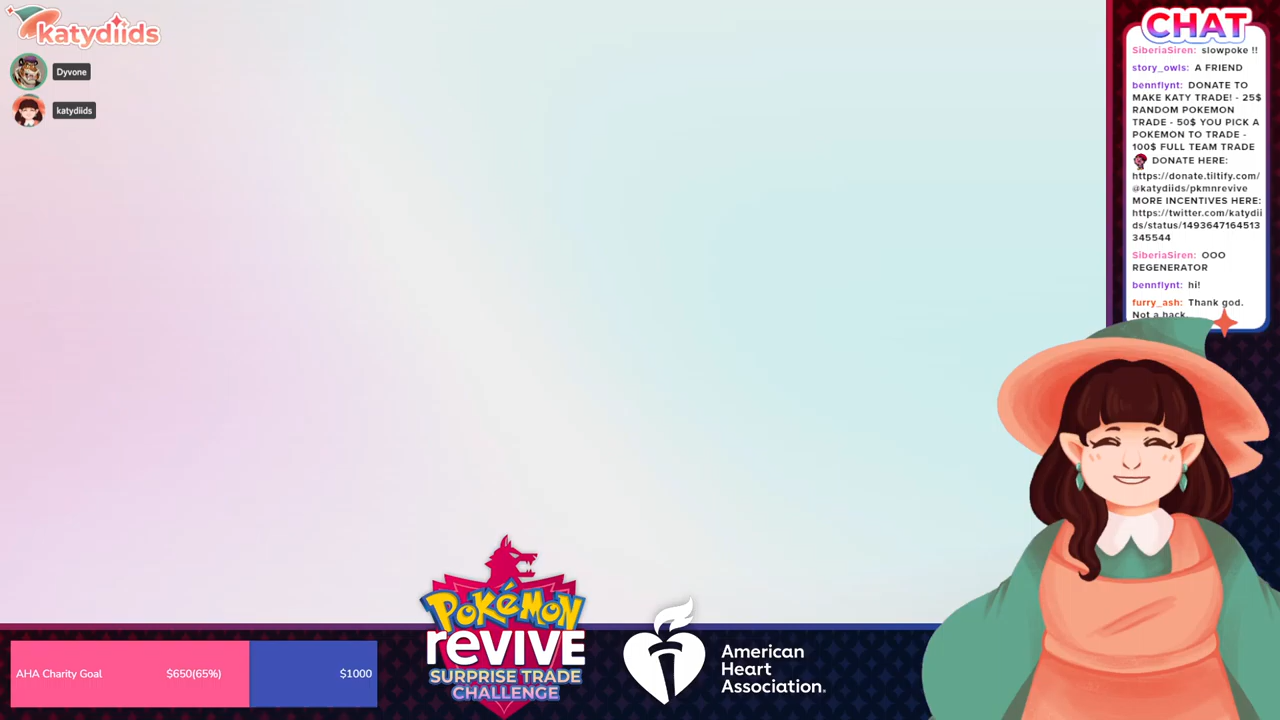 katydiids
Dyvone
katydiids
CHAT
SiberiaSiren: slowpoke !!
story_owls: A FRIEND
bennflynt: DONATE TO
MAKE KATY TRADE! - 25$
RANDOM POKEMON
TRADE - 50$ YOU PICK A
POKEMON TO TRADE -
100$ FULL TEAM TRADE
DONATE HERE:
https://donate.tiltify.com/
@katydiids/pkmnrevive
MORE INCENTIVES HERE:
https://twitter.com/katydii
ds/status/1493647164513
345544
SiberiaSiren: OOO
REGENERATOR
bennflynt: hi!
furry_ash: Thank god.
Not a hack.
AHA Charity Goal $650(65%) $1000
POKéMON
reVIVE
SURPRISE TRADE
CHALLENGE
American
Heart
Association.